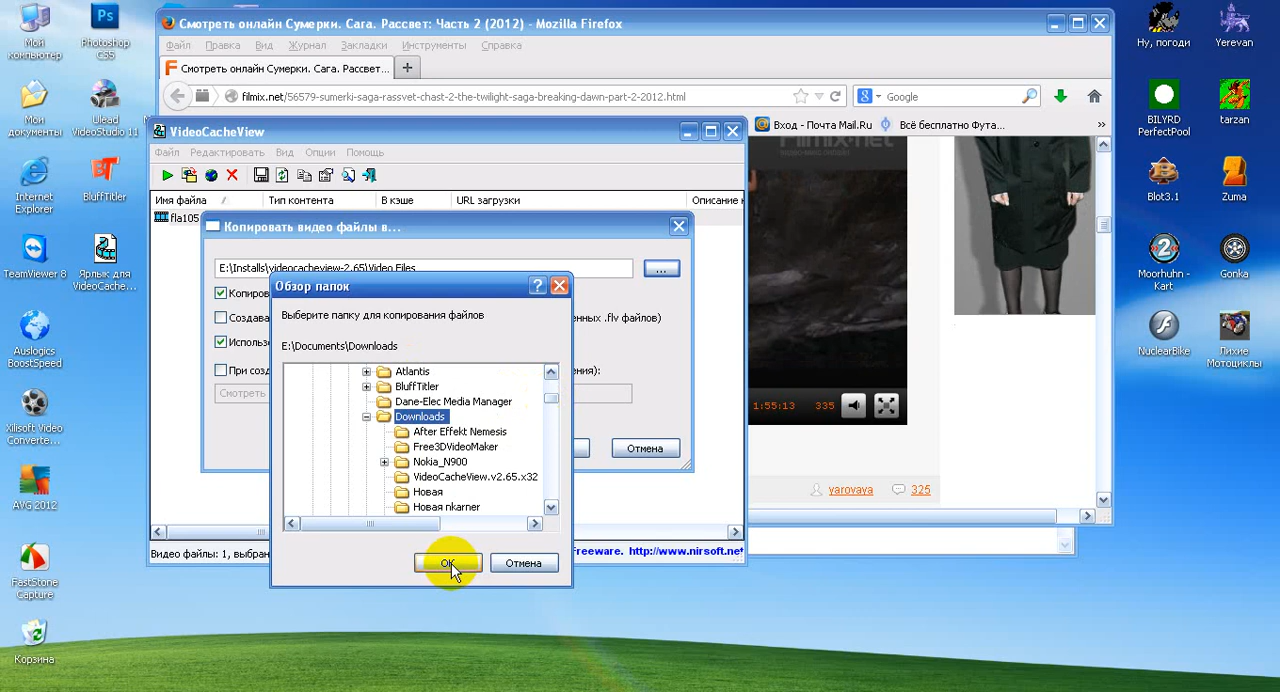 Мой
компьютер
Photoshop
CS5
Мои
документы
Ulead
VideoStudio 11
Internet
Explorer
BluffTitler
TeamViewer 8
Ярлык для
VideoCache...
Auslogics
BoostSpeed
Xilisoft Video
Converte...
AVG 2012
FastStone
Capture
Корзина
Смотреть онлайн Сумерки. Сага. Рассвет: Часть 2 (2012) - Mozilla Firefox
Файл Правка Вид Журнал Закладки Инструменты Справка
Смотреть онлайн Сумерки. Сага. Рассвет... +
filmix.net/56579-sumerki-saga-rassvet-chast-2-the-twilight-saga-breaking-dawn-part-2-2012.html
Google
Вход - Почта Mail.Ru Всё бесплатно Фута... »
1:55:13 335
yarovaya 325
VideoCacheView
Файл Редактировать Вид Опции Помощь
Имя файла Тип контента В кэше URL загрузки Описание
fla105
Видео файлы: 1, выбран
Freeware. http://www.nirsoft.net
Копировать видео файлы в...
E:\Installs\videocacheview-2.65\Video Files ...
Копиров
Создава нных .flv файлов)
Использо
При созд ния):
Смотреть
Отмена
Обзор папок
Выберите папку для копирования файлов
E:\Documents\Downloads
Atlantis
BluffTitler
Dane-Elec Media Manager
Downloads
After Effekt Nemesis
Free3DVideoMaker
Nokia_N900
VideoCacheView.v2.65.x32
Новая
Новая nkarner
OK Отмена
Ну, погоди
Yerevan
BILYRD
PerfectPool
tarzan
Blot3.1
Zuma
Moorhuhn -
Kart
Gonka
NuclearBike
Лихие
Мотоциклы